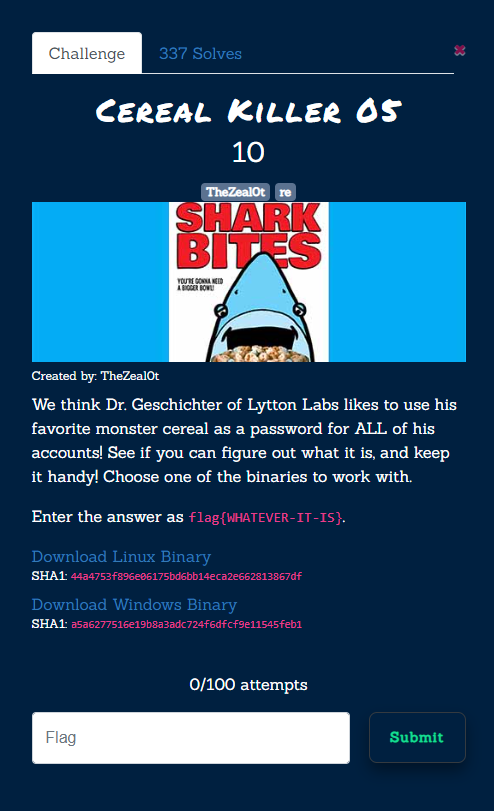 Challenge
337 Solves
Cereal Killer 05
10
TheZeal0t re
SHARK
BITES
YOU'RE GONNA NEED
A BIGGER BOWL!
Created by: TheZeal0t
We think Dr. Geschichter of Lytton Labs likes to use his
favorite monster cereal as a password for ALL of his
accounts! See if you can figure out what it is, and keep
it handy! Choose one of the binaries to work with.
Enter the answer as flag{WHATEVER-IT-IS}.
Download Linux Binary
SHA1: 44a4753f896e06175bd6bb14eca2e662813867df
Download Windows Binary
SHA1: a5a6277516e19b8a3adc724f6dfcf9e11545feb1
0/100 attempts
Flag
Submit